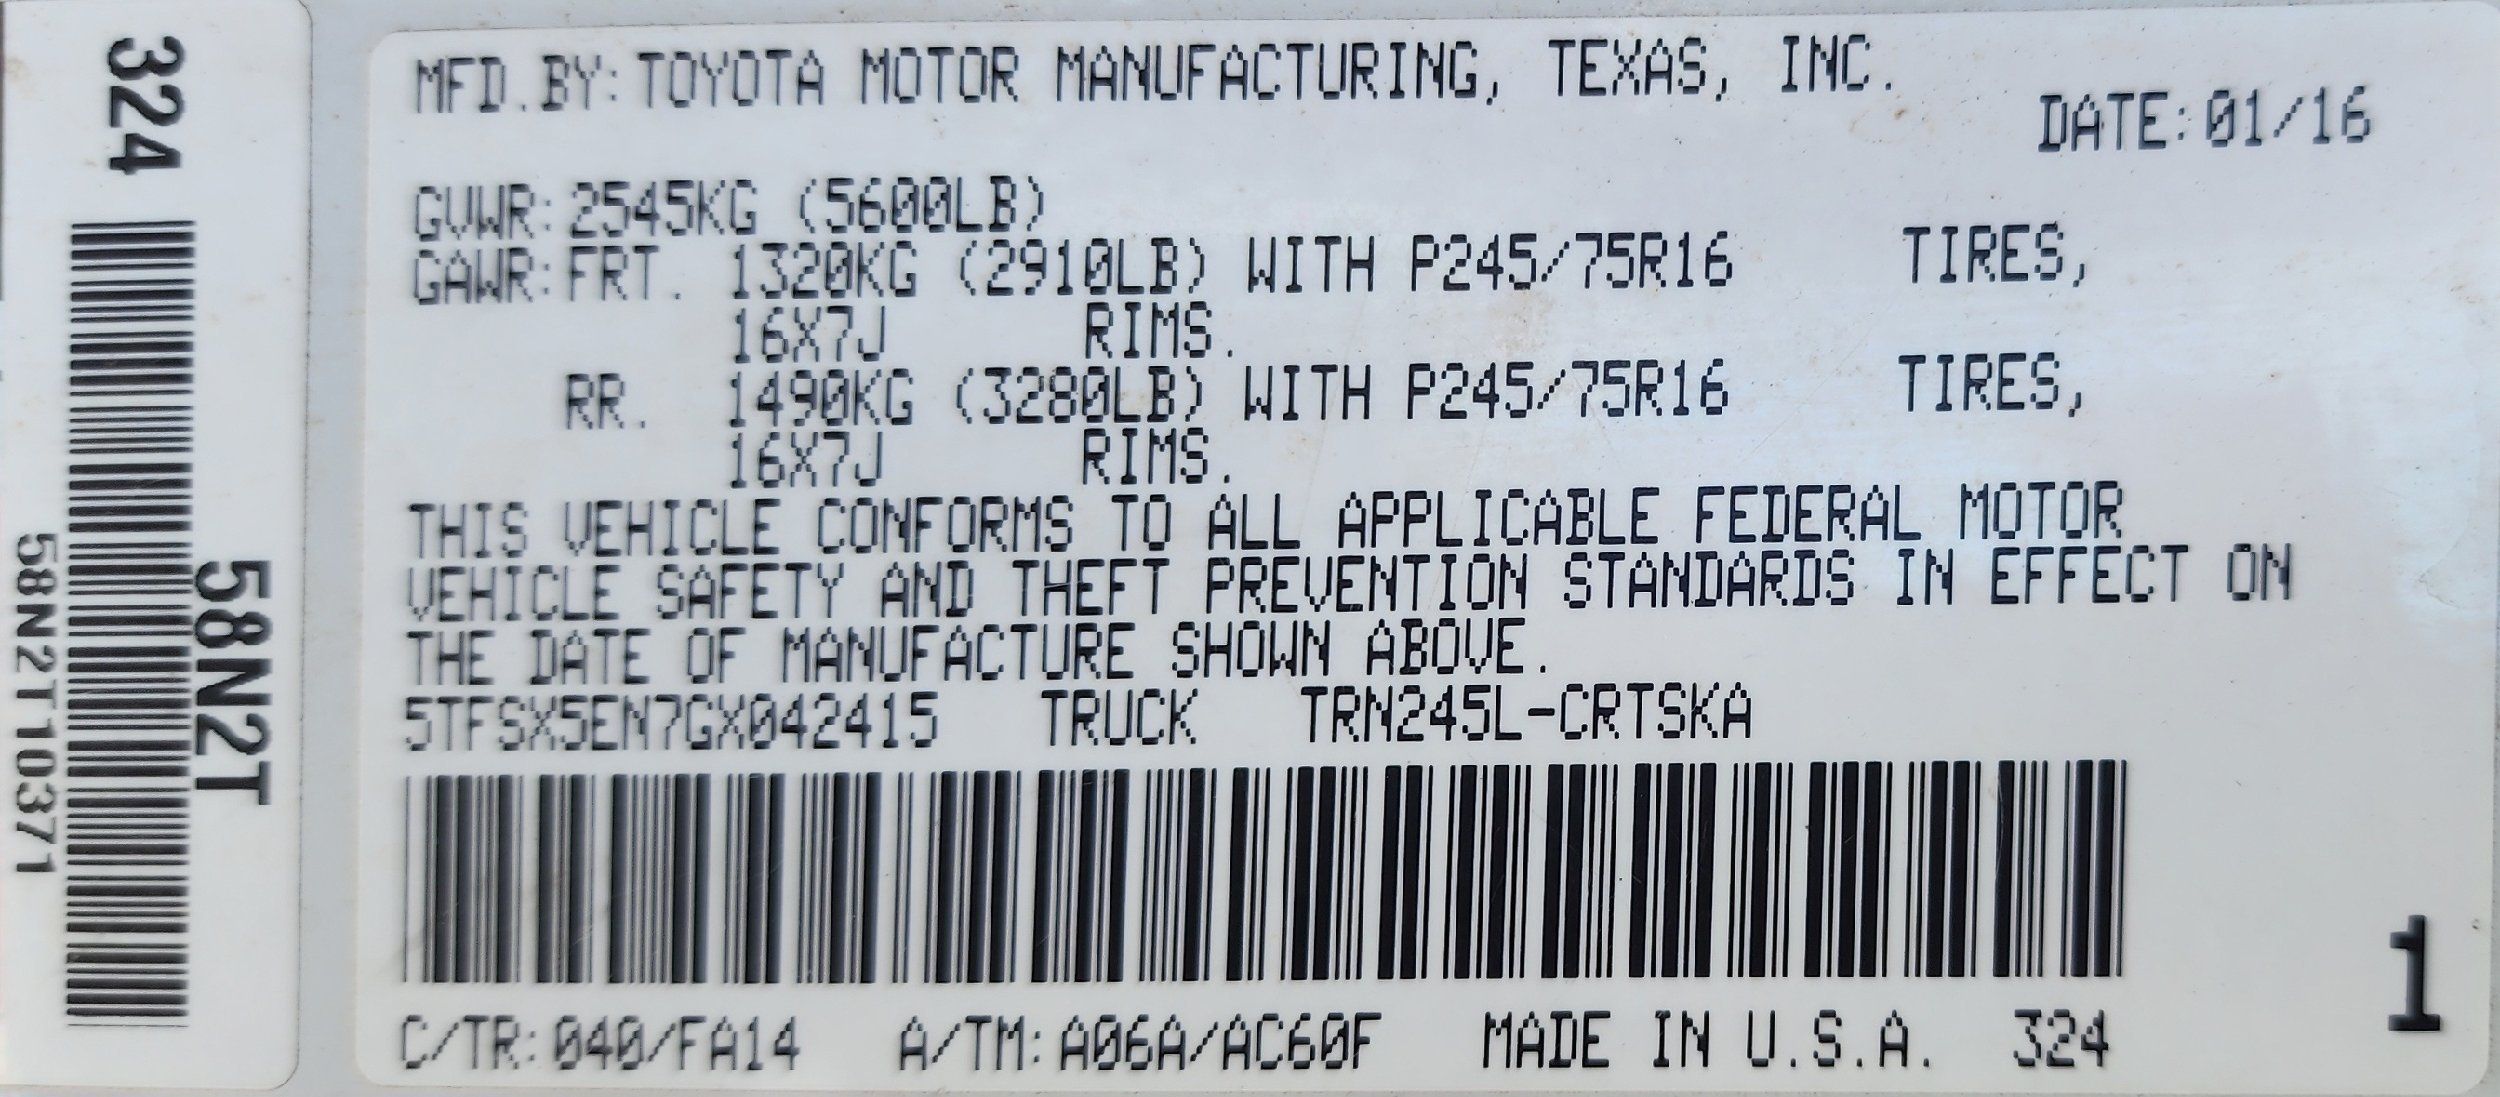 324
58N2T
58N2T10371
MFD.BY:TOYOTA MOTOR MANUFACTURING, TEXAS, INC.
DATE:01/16
GVWR:2545KG (5600LB)
GAWR:FRT. 1320KG (2910LB) WITH P245/75R16 TIRES,
16X7J RIMS.
RR. 1490KG (3280LB) WITH P245/75R16 TIRES,
16X7J RIMS.
THIS VEHICLE CONFORMS TO ALL APPLICABLE FEDERAL MOTOR
VEHICLE SAFETY AND THEFT PREVENTION STANDARDS IN EFFECT ON
THE DATE OF MANUFACTURE SHOWN ABOVE.
5TFSX5EN7GX042415 TRUCK TRN245L-CRTSKA
C/TR:040/FA14 A/TM:A06A/AC60F MADE IN U.S.A. 324
1